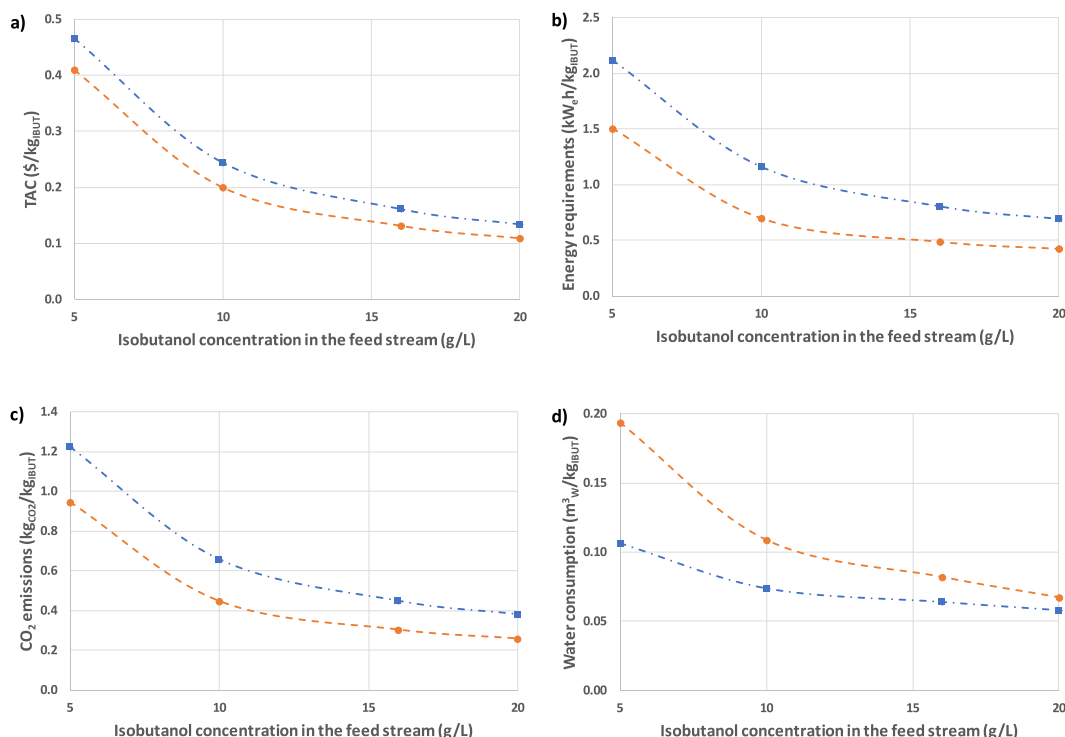 a)
TAC ($/kgIBUT)
0.5
0.4
0.3
0.2
0.1
0.0
5 10 15 20
Isobutanol concentration in the feed stream (g/L)
b)
Energy requirements (kWeh/kgIBUT)
2.5
2.0
1.5
1.0
0.5
0.0
5 10 15 20
Isobutanol concentration in the feed stream (g/L)
c)
CO2 emissions (kgCO2/kgIBUT)
1.4
1.2
1.0
0.8
0.6
0.4
0.2
0.0
5 10 15 20
Isobutanol concentration in the feed stream (g/L)
d)
Water consumption (m³W/kgIBUT)
0.20
0.15
0.10
0.05
0.00
5 10 15 20
Isobutanol concentration in the feed stream (g/L)